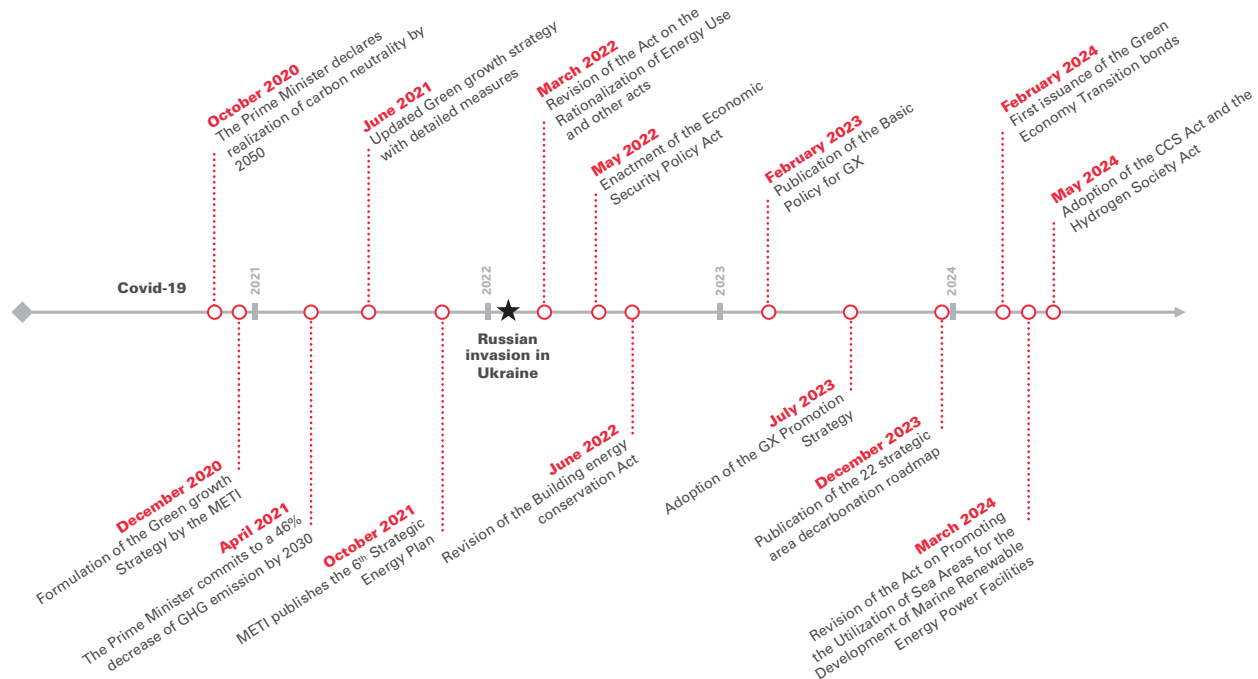 October 2020
The Prime Minister declares
realization of carbon neutrality by
2050
June 2021
Updated Green growth strategy
with detailed measures
March 2022
Revision of the Act on the
Rationalization of Energy Use
and other acts
May 2022
Enactment of the Economic
Security Policy Act
February 2023
Publication of the Basic
Policy for GX
February 2024
First issuance of the Green
Economy Transition bonds
May 2024
Adoption of the CCS Act and the
Hydrogen Society Act
Covid-19
2021
2022
2023
2024
Russian
invasion in
Ukraine
December 2020
Formulation of the Green growth
Strategy by the METI
April 2021
The Prime Minister commits to a 46%
decrease of GHG emission by 2030
October 2021
METI publishes the 6th Strategic
Energy Plan
June 2022
Revision of the Building energy
conservation Act
July 2023
Adoption of the GX Promotion
Strategy
December 2023
Publication of the 22 strategic
area decarbonation roadmap
March 2024
Revision of the Act on Promoting
the Utilization of Sea Areas for the
Development of Marine Renewable
Energy Power Facilities